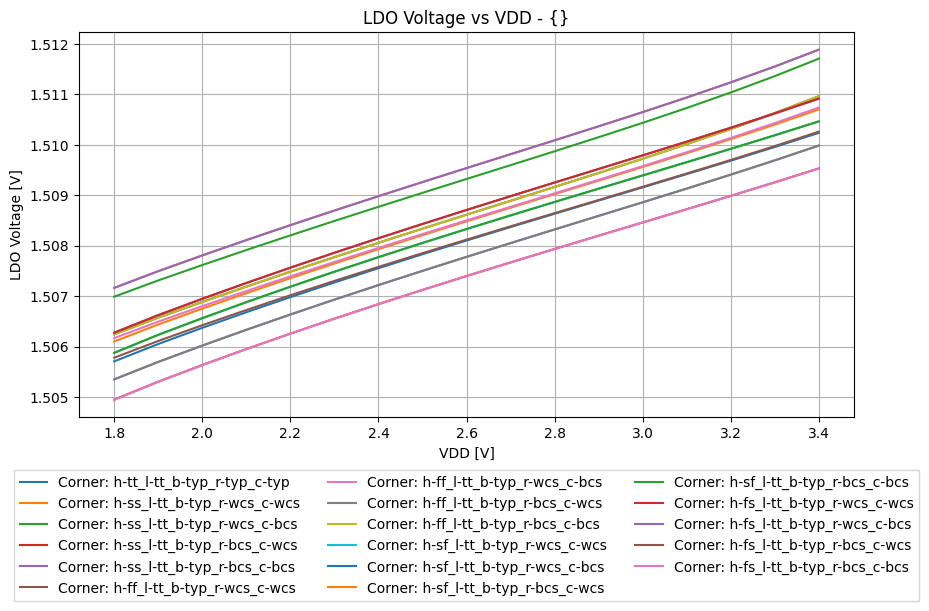 LDO Voltage vs VDD - {}
LDO Voltage [V]
1.512
1.511
1.510
1.509
1.508
1.507
1.506
1.505
1.8 2.0 2.2 2.4 2.6 2.8 3.0 3.2 3.4
VDD [V]
Corner: h-tt_l-tt_b-typ_r-typ_c-typ
Corner: h-ss_l-tt_b-typ_r-wcs_c-wcs
Corner: h-ss_l-tt_b-typ_r-wcs_c-bcs
Corner: h-ss_l-tt_b-typ_r-bcs_c-wcs
Corner: h-ss_l-tt_b-typ_r-bcs_c-bcs
Corner: h-ff_l-tt_b-typ_r-wcs_c-wcs
Corner: h-ff_l-tt_b-typ_r-wcs_c-bcs
Corner: h-ff_l-tt_b-typ_r-bcs_c-wcs
Corner: h-ff_l-tt_b-typ_r-bcs_c-bcs
Corner: h-sf_l-tt_b-typ_r-wcs_c-wcs
Corner: h-sf_l-tt_b-typ_r-wcs_c-bcs
Corner: h-sf_l-tt_b-typ_r-bcs_c-wcs
Corner: h-sf_l-tt_b-typ_r-bcs_c-bcs
Corner: h-fs_l-tt_b-typ_r-wcs_c-wcs
Corner: h-fs_l-tt_b-typ_r-wcs_c-bcs
Corner: h-fs_l-tt_b-typ_r-bcs_c-wcs
Corner: h-fs_l-tt_b-typ_r-bcs_c-bcs